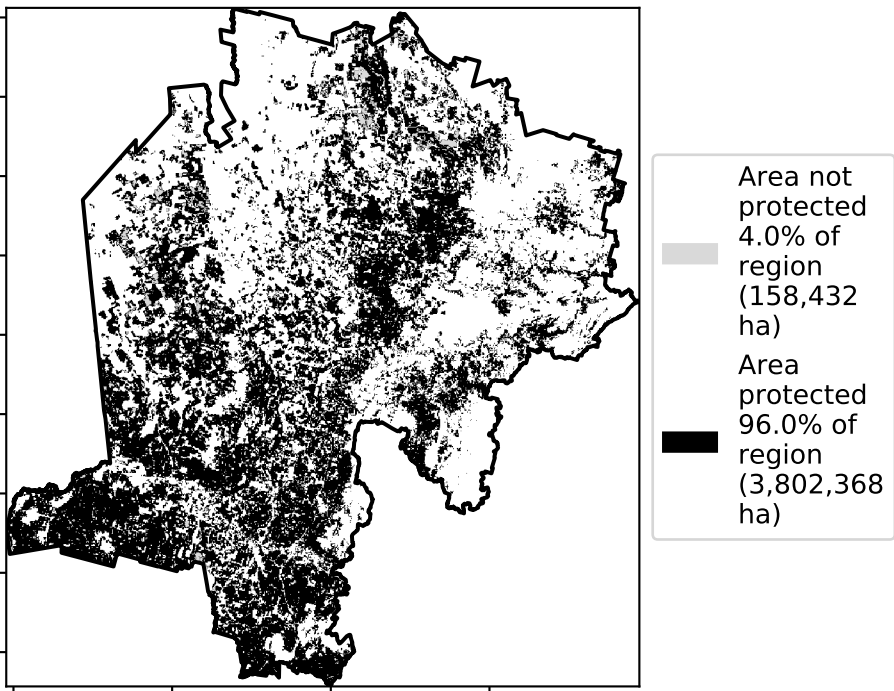 Area not
protected
4.0% of
region
(158,432
ha)
Area
protected
96.0% of
region
(3,802,368
ha)